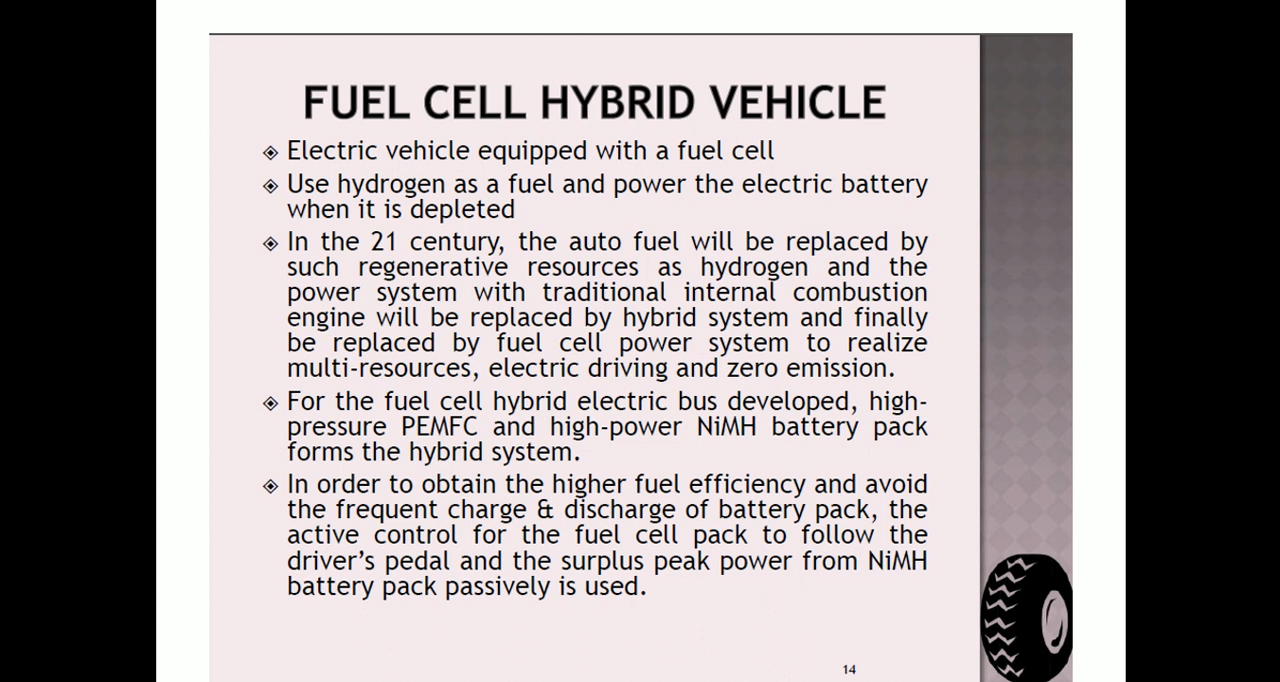 FUEL CELL HYBRID VEHICLE
Electric vehicle equipped with a fuel cell
Use hydrogen as a fuel and power the electric battery
when it is depleted
In the 21 century, the auto fuel will be replaced by
such regenerative resources as hydrogen and the
power system with traditional internal combustion
engine will be replaced by hybrid system and finally
be replaced by fuel cell power system to realize
multi-resources, electric driving and zero emission.
For the fuel cell hybrid electric bus developed, high-
pressure PEMFC and high-power NiMH battery pack
forms the hybrid system.
In order to obtain the higher fuel efficiency and avoid
the frequent charge & discharge of battery pack, the
active control for the fuel cell pack to follow the
driver’s pedal and the surplus peak power from NiMH
battery pack passively is used.
14